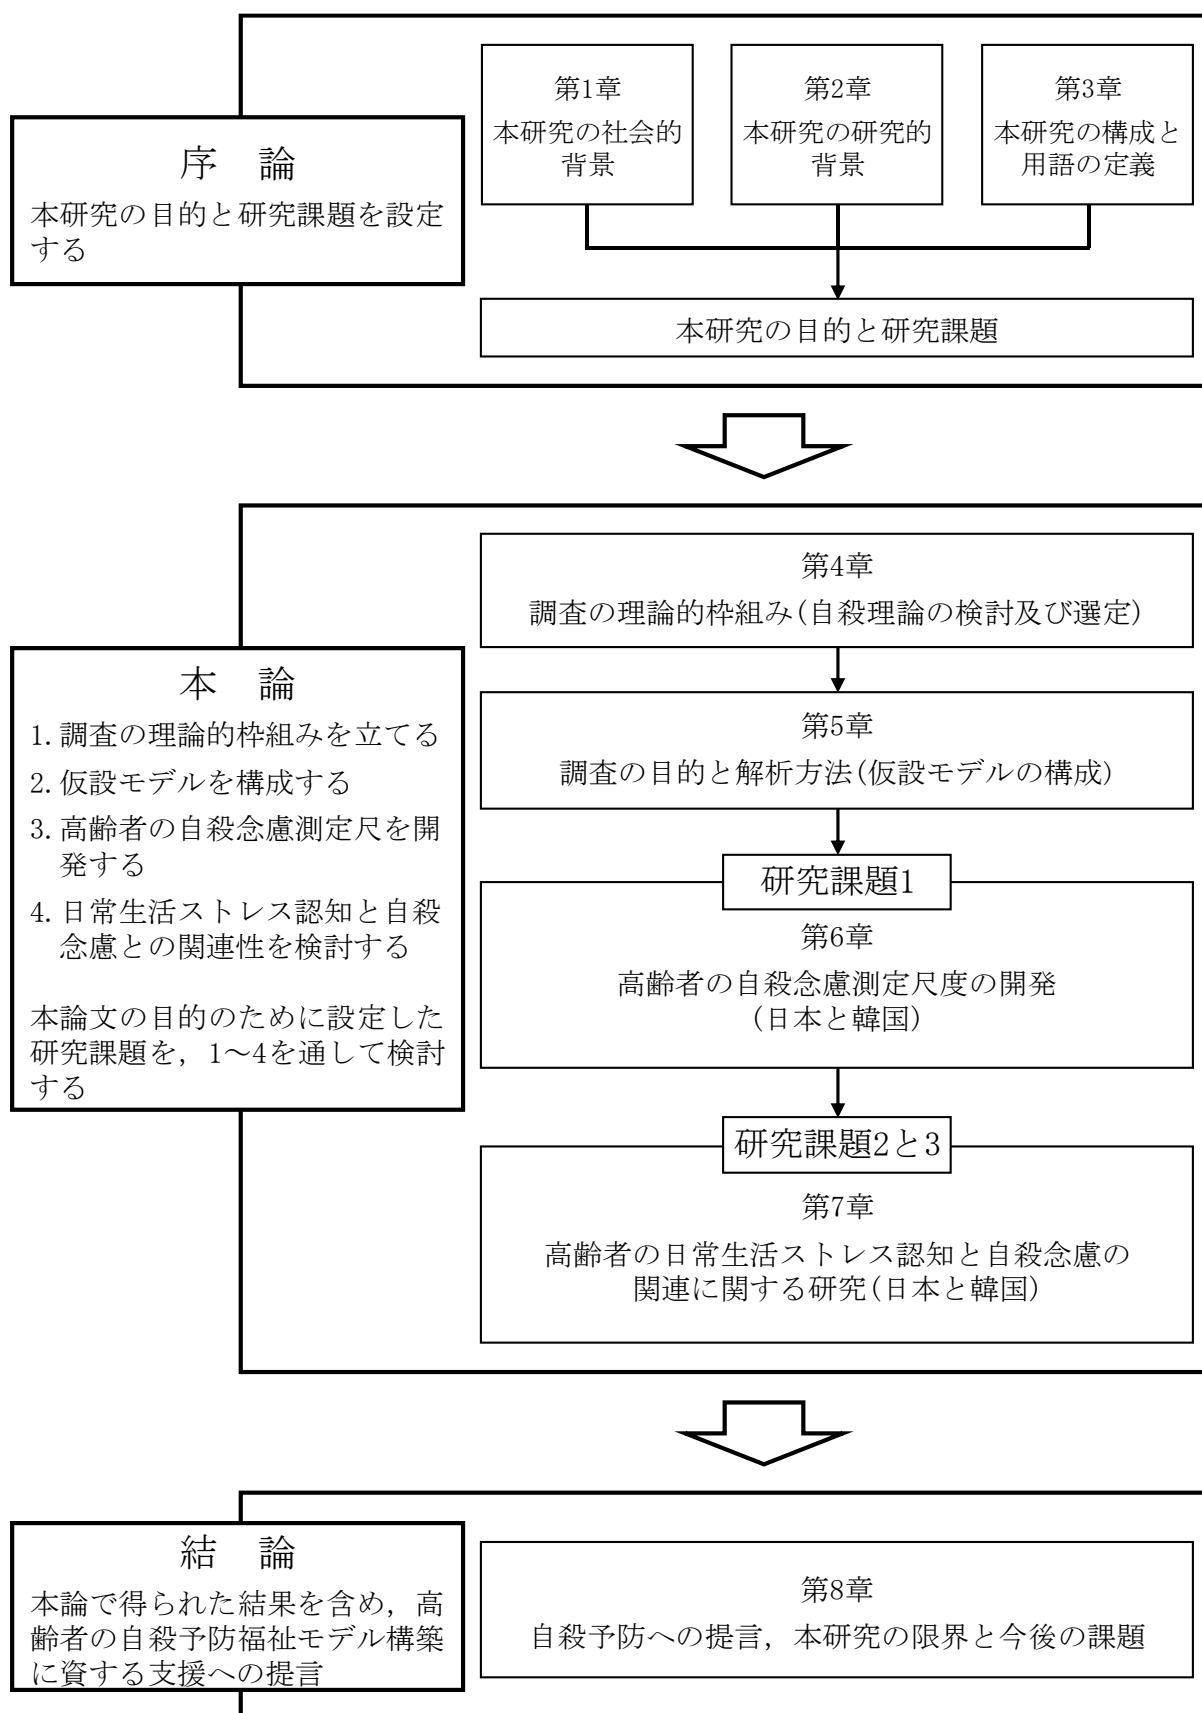 序　論
本研究の目的と研究課題を設定
する
第1章
本研究の社会的
背景
第2章
本研究の研究的
背景
第3章
本研究の構成と
用語の定義
本研究の目的と研究課題
本　論
1. 調査の理論的枠組みを立てる
2. 仮設モデルを構成する
3. 高齢者の自殺念慮測定尺を開
発する
4. 日常生活ストレス認知と自殺
念慮との関連性を検討する
本論文の目的のために設定した
研究課題を，1～4を通して検討
する
第4章
調査の理論的枠組み(自殺理論の検討及び選定)
第5章
調査の目的と解析方法(仮設モデルの構成)
研究課題1
第6章
高齢者の自殺念慮測定尺度の開発
(日本と韓国)
研究課題2と3
第7章
高齢者の日常生活ストレス認知と自殺念慮の
関連に関する研究(日本と韓国)
結　論
本論で得られた結果を含め，高
齢者の自殺予防福祉モデル構築
に資する支援への提言
第8章
自殺予防への提言，本研究の限界と今後の課題